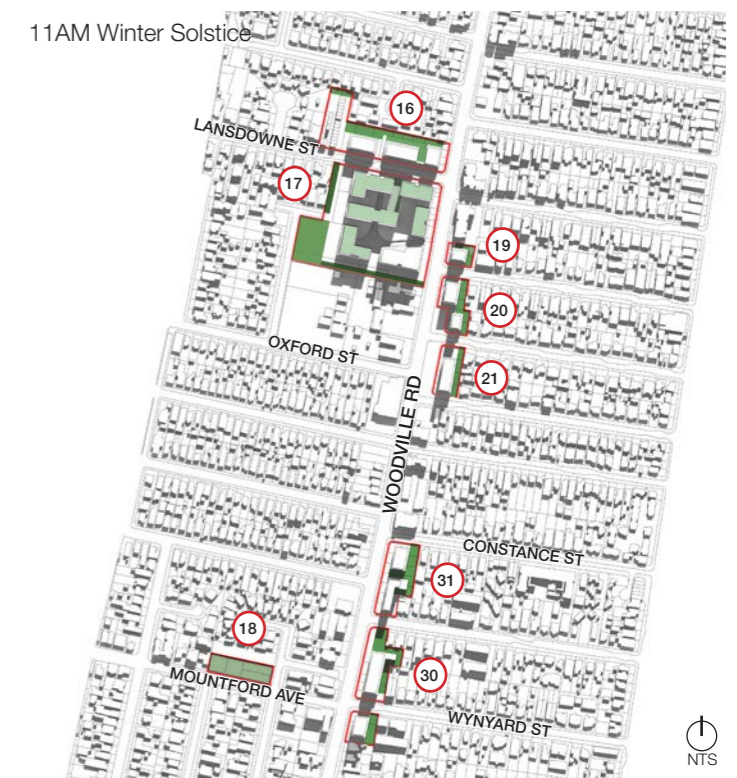 11AM Winter Solstice
16
LANSDOWNE ST
17
19
20
OXFORD ST
21
WOODVILLE RD
CONSTANCE ST
31
18
30
MOUNTFORD AVE
WYNYARD ST
NTS